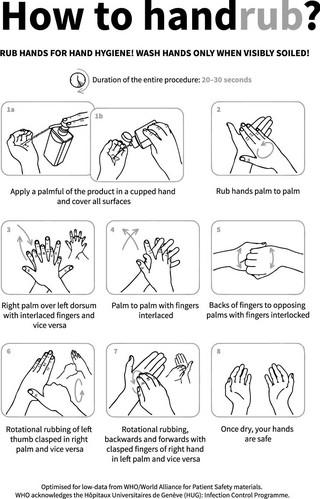 How to handrub?
RUB HANDS FOR HAND HYGIENE! WASH HANDS ONLY WHEN VISIBLY SOILED!
Duration of the entire procedure: 20-30 seconds
1a
1b
2
Apply a palmful of the product in a cupped hand
and cover all surfaces
Rub hands palm to palm
3
4
5
Right palm over left dorsum
with interlaced fingers and
vice versa
Palm to palm with fingers
interlaced
Backs of fingers to opposing
palms with fingers interlocked
6
7
8
Rotational rubbing of left
thumb clasped in right
palm and vice versa
Rotational rubbing,
backwards and forwards with
clasped fingers of right hand
in left palm and vice versa
Once dry, your hands
are safe
Optimised for low-data from WHO/World Alliance for Patient Safety materials.
WHO acknowledges the Hôpitaux Universitaires de Genève (HUG): Infection Control Programme.